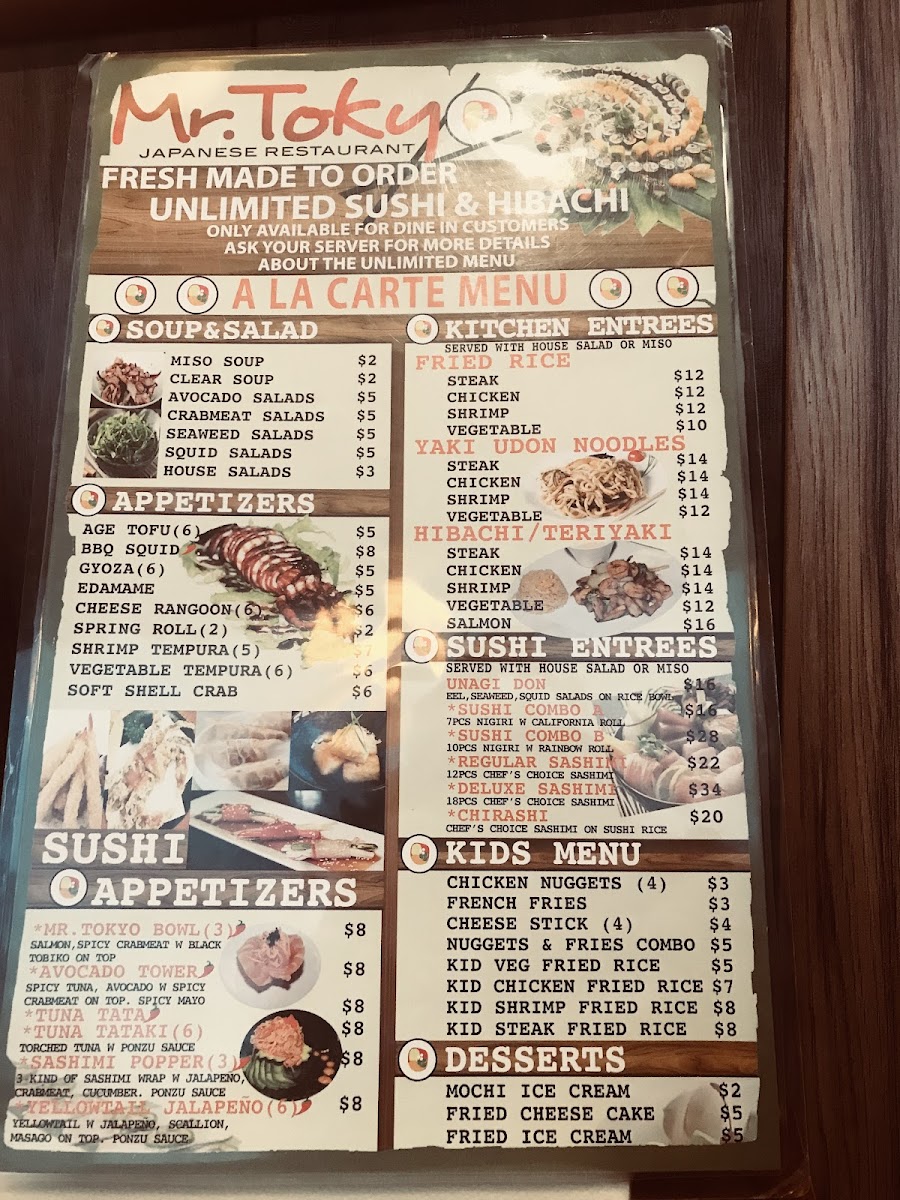 Mr. Tokyo
JAPANESE RESTAURANT
FRESH MADE TO ORDER
UNLIMITED SUSHI & HIBACHI
ONLY AVAILABLE FOR DINE IN CUSTOMERS
ASK YOUR SERVER FOR MORE DETAILS
ABOUT THE UNLIMITED MENU
A LA CARTE MENU
SOUP&SALAD
MISO SOUP $2
CLEAR SOUP $2
AVOCADO SALADS $5
CRABMEAT SALADS $5
SEAWEED SALADS $5
SQUID SALADS $5
HOUSE SALADS $3
APPETIZERS
AGE TOFU(6) $5
BBQ SQUID $8
GYOZA(6) $5
EDAMAME $5
CHEESE RANGOON(6) $6
SPRING ROLL(2) $2
SHRIMP TEMPURA(5) $7
VEGETABLE TEMPURA(6) $6
SOFT SHELL CRAB $6
SUSHI
APPETIZERS
*MR.TOKYO BOWL(3) $8
SALMON,SPICY CRABMEAT W BLACK
TOBIKO ON TOP
*AVOCADO TOWER $8
SPICY TUNA, AVOCADO W SPICY
CRABMEAT ON TOP. SPICY MAYO
*TUNA TATA $8
*TUNA TATAKI(6) $8
TORCHED TUNA W PONZU SAUCE
*SASHIMI POPPER(3) $8
3 KIND OF SASHIMI WRAP W JALAPEÑO,
CRABMEAT, CUCUMBER. PONZU SAUCE
*YELLOWTAIL JALAPEÑO(6) $8
YELLOWTAIL W JALAPENO, SCALLION,
MASAGO ON TOP. PONZU SAUCE
KITCHEN ENTREES
SERVED WITH HOUSE SALAD OR MISO
FRIED RICE
STEAK $12
CHICKEN $12
SHRIMP $12
VEGETABLE $10
YAKI UDON NOODLES
STEAK $14
CHICKEN $14
SHRIMP $14
VEGETABLE $12
HIBACHI/TERIYAKI
STEAK $14
CHICKEN $14
SHRIMP $14
VEGETABLE $12
SALMON $16
SUSHI ENTREES
SERVED WITH HOUSE SALAD OR MISO
UNAGI DON $16
EEL,SEAWEED,SQUID SALADS ON RICE BOWL
*SUSHI COMBO A $16
7PCS NIGIRI W CALIFORNIA ROLL
*SUSHI COMBO B $28
10PCS NIGIRI W RAINBOW ROLL
*REGULAR SASHIMI $22
12PCS CHEF'S CHOICE SASHIMI
*DELUXE SASHIMI $34
18PCS CHEF'S CHOICE SASHIMI
*CHIRASHI $20
CHEF'S CHOICE SASHIMI ON SUSHI RICE
KIDS MENU
CHICKEN NUGGETS (4) $3
FRENCH FRIES $3
CHEESE STICK (4) $4
NUGGETS & FRIES COMBO $5
KID VEG FRIED RICE $5
KID CHICKEN FRIED RICE $7
KID SHRIMP FRIED RICE $8
KID STEAK FRIED RICE $8
DESSERTS
MOCHI ICE CREAM $2
FRIED CHEESE CAKE $5
FRIED ICE CREAM $5